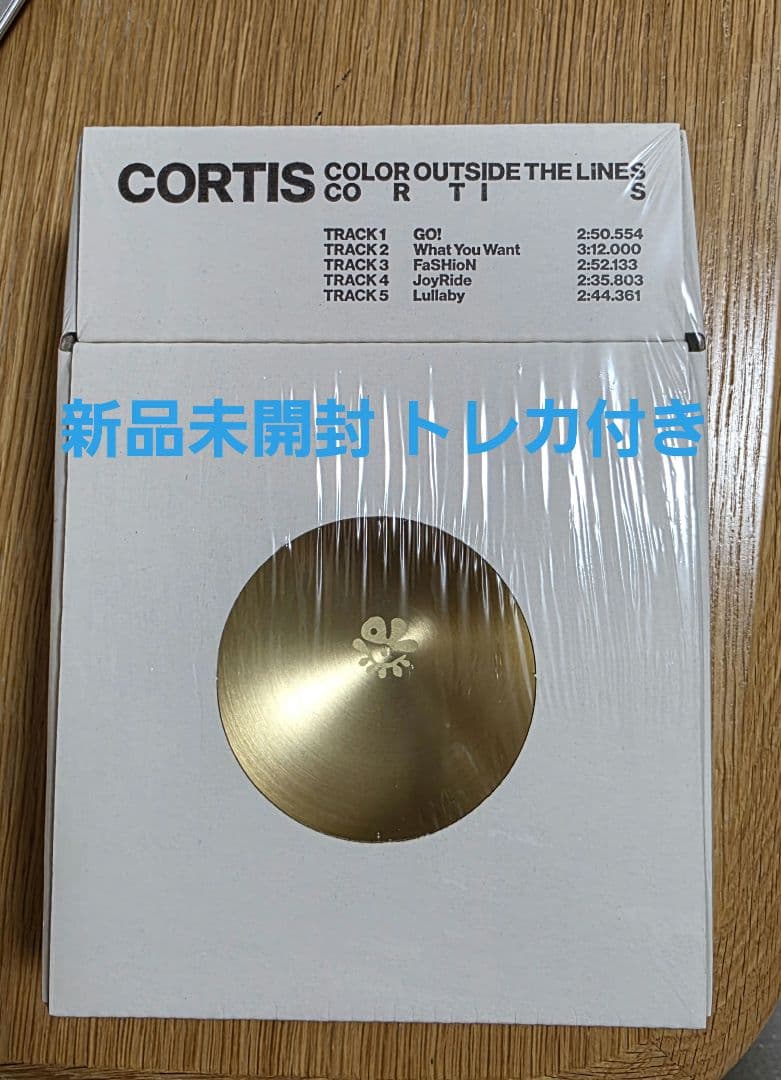 CORTIS COLOR OUTSIDE THE LiNES
CO R T I S
TRACK 1 GO! 2:50.554
TRACK 2 What You Want 3:12.000
TRACK 3 FaSHioN 2:52.133
TRACK 4 JoyRide 2:35.803
TRACK 5 Lullaby 2:44.361
新品未開封 トレカ付き